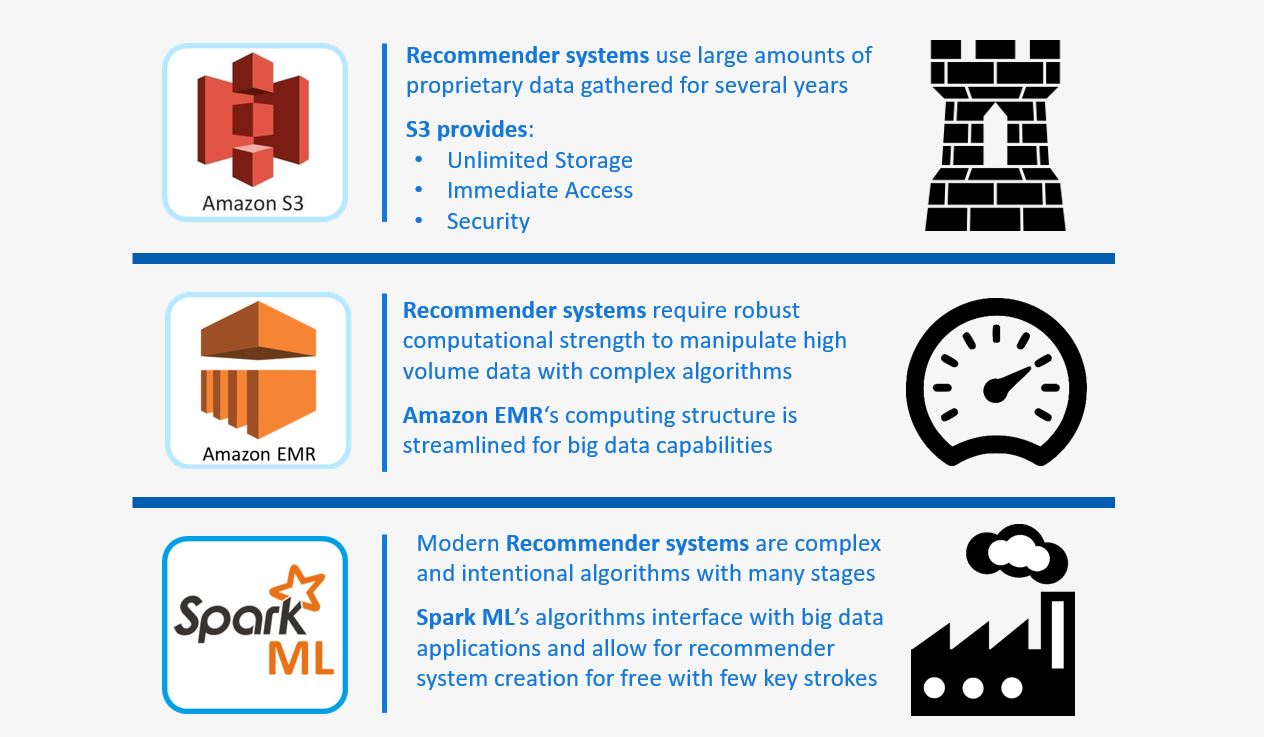 Amazon S3
Recommender systems use large amounts of
proprietary data gathered for several years
S3 provides:
• Unlimited Storage
• Immediate Access
• Security
Amazon EMR
Recommender systems require robust
computational strength to manipulate high
volume data with complex algorithms
Amazon EMR‘s computing structure is
streamlined for big data capabilities
Spark
ML
Modern Recommender systems are complex
and intentional algorithms with many stages
Spark ML’s algorithms interface with big data
applications and allow for recommender
system creation for free with few key strokes